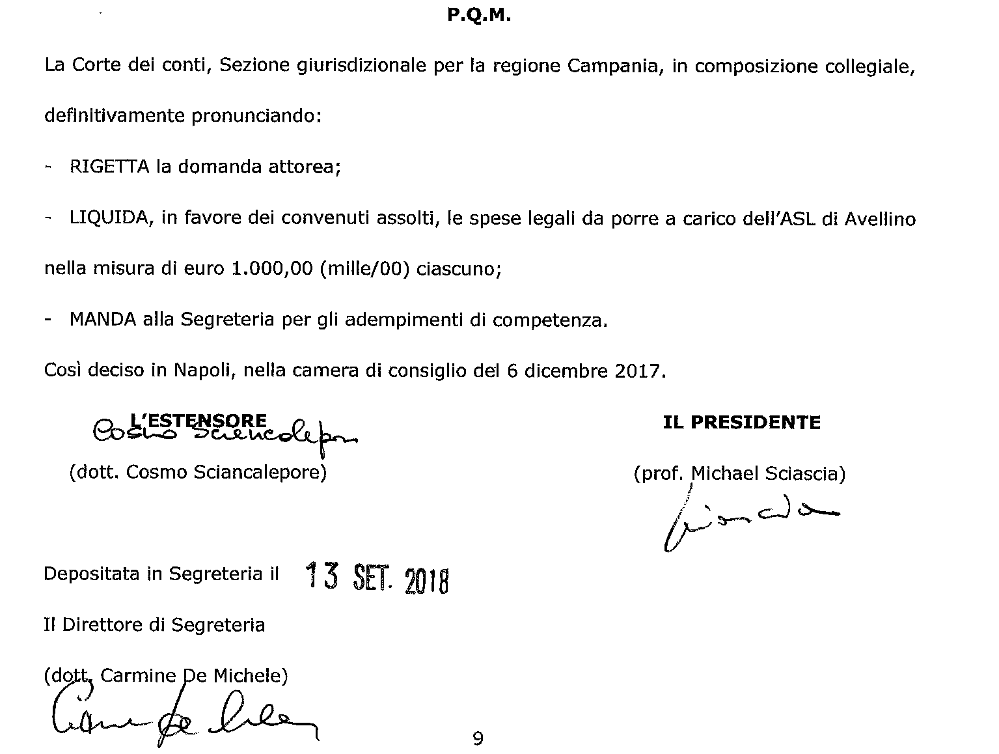 P.Q.M.
La Corte dei conti, Sezione giurisdizionale per la regione Campania, in composizione collegiale,
definitivamente pronunciando:
- RIGETTA la domanda attorea;
- LIQUIDA, in favore dei convenuti assolti, le spese legali da porre a carico dell'ASL di Avellino
nella misura di euro 1.000,00 (mille/00) ciascuno;
- MANDA alla Segreteria per gli adempimenti di competenza.
Così deciso in Napoli, nella camera di consiglio del 6 dicembre 2017.
L'ESTENSORE IL PRESIDENTE
Cosmo Sciancalepore
(dott. Cosmo Sciancalepore) (prof. Michael Sciascia)
Depositata in Segreteria il 13 SET. 2018
Il Direttore di Segreteria
(dott. Carmine De Michele)
9